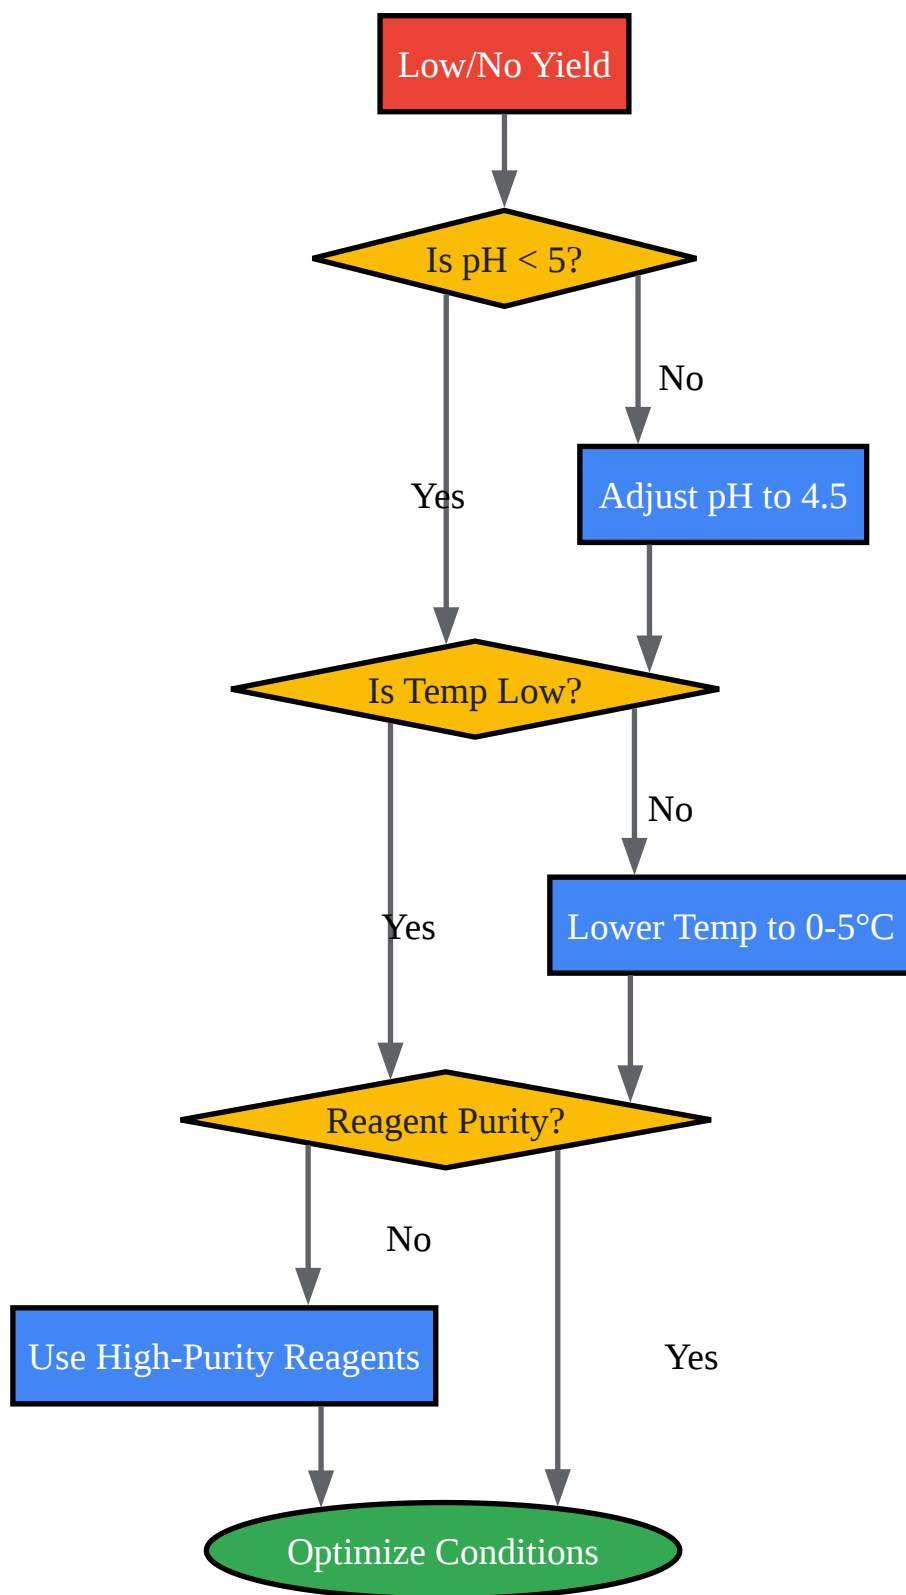 Low/No Yield
Is pH < 5?
No
Yes
Adjust pH to 4.5
Is Temp Low?
No
Yes
Lower Temp to 0-5°C
Reagent Purity?
No
Use High-Purity Reagents
Yes
Optimize Conditions